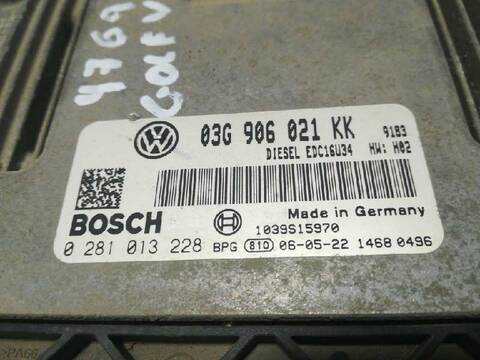 4769
GOLF V
03G 906 021 KK 9183
DIESEL EDC16U34 HW: H02
BOSCH
Made in Germany
1039S15970
0 281 013 228 BPG 810 06-05-22 1468 0496
>PA66